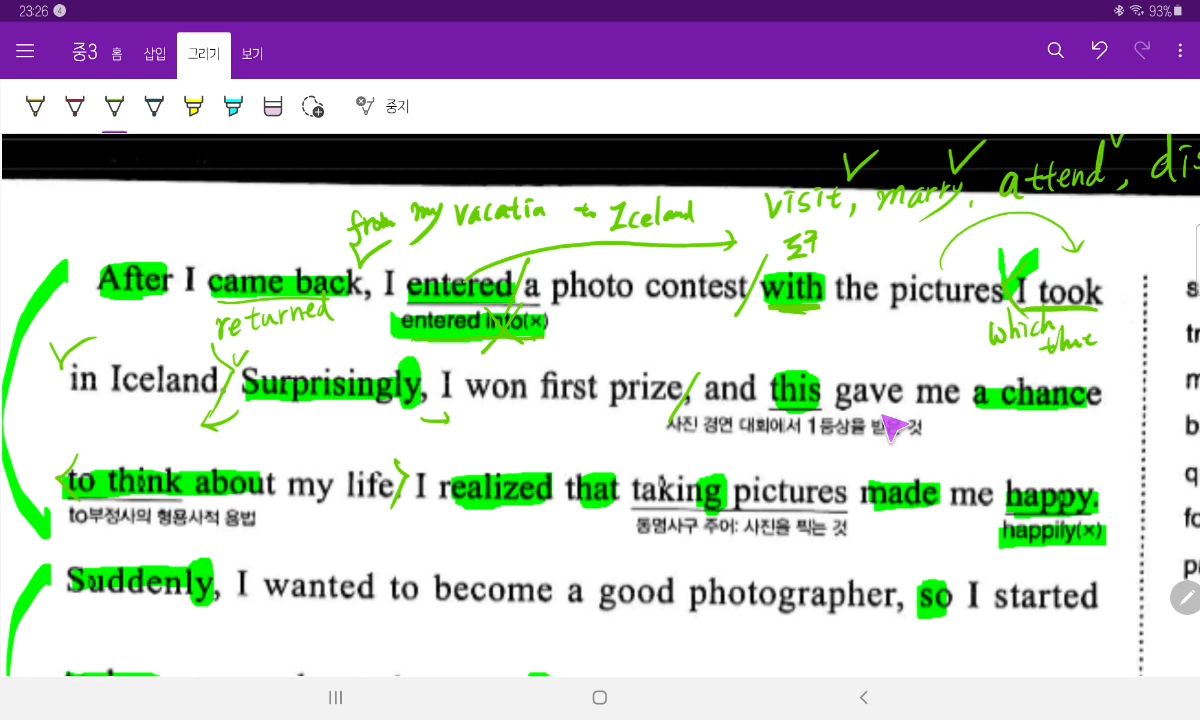 23:26 4 93%
중3 홈 삽입 그리기 보기
중지
visit, marry, attend, dis
from my vacatin to Iceland
도구
After I came back, I entered a photo contest with the pictures I took
returned
entered into(x)
which
in Iceland. Surprisingly, I won first prize, and this gave me a chance
사진 경연 대회에서 1등상을 받은 것
to think about my life. I realized that taking pictures made me happy.
to부정사의 형용사적 용법
동명사구 주어: 사진을 찍는 것
happily(×)
Suddenly, I wanted to become a good photographer, so I started
s
tr
m
b
q
fo
p